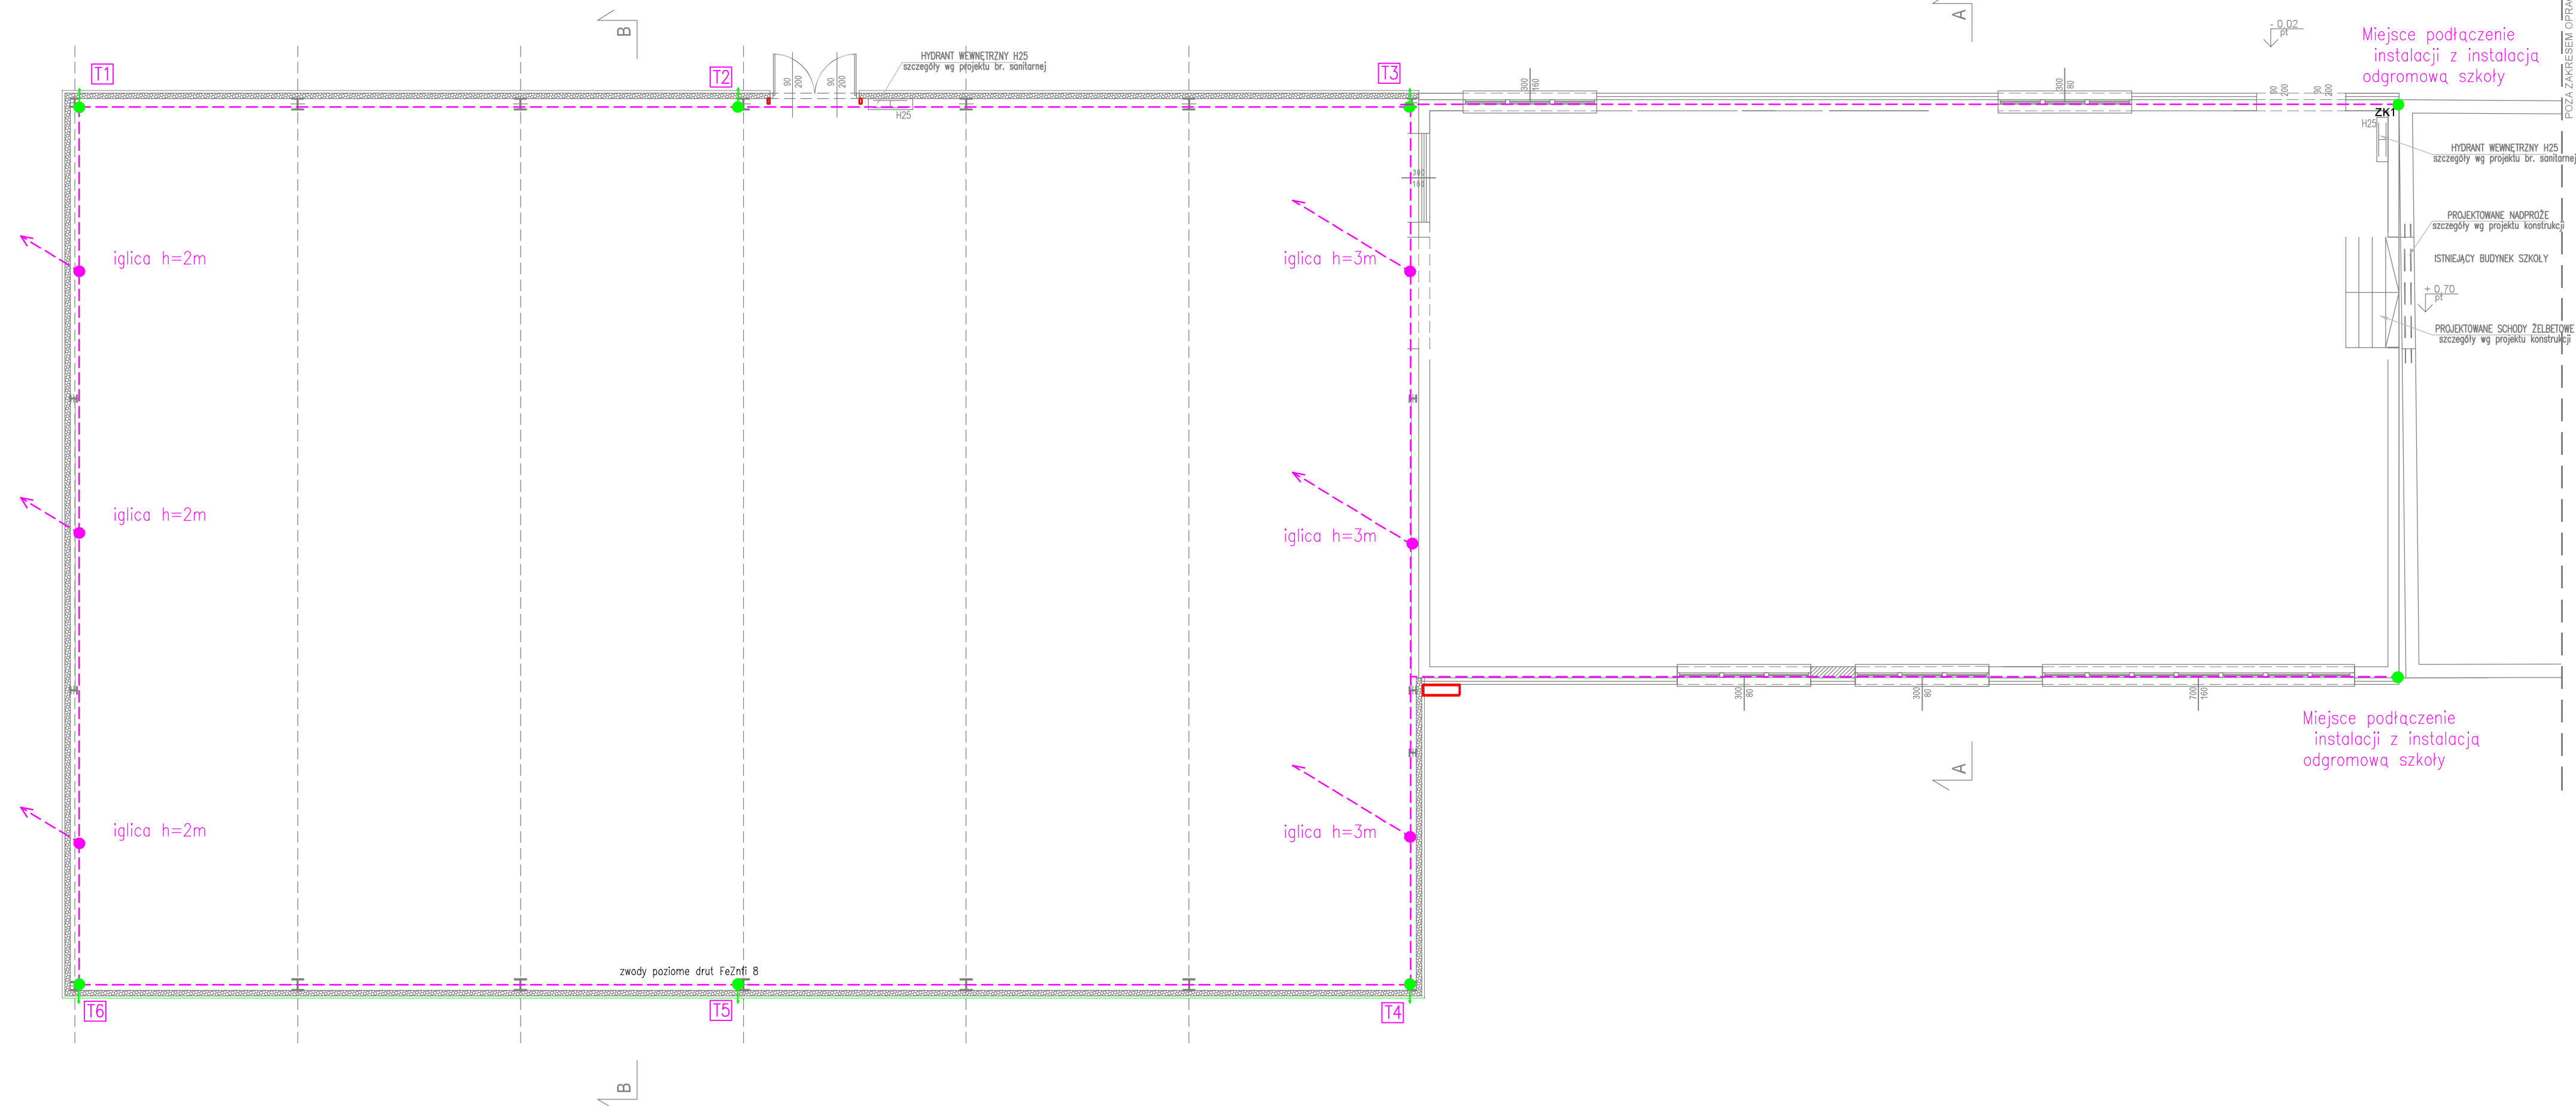 B
A
- 0.02
pt
POZA ZAKRESEM
Miejsce podłączenie
instalacji z instalacją
odgromową szkoły
T1
T2
HYDRANT WEWNĘTRZNY H25
szczegóły wg projektu br. sanitarnej
T3
90
200
90
200
H25
300
160
300
80
90
200
90
200
ZK1
H25
HYDRANT WEWNĘTRZNY H25
szczegóły wg projektu br. sanitarnej
300
160
PROJEKTOWANE NADPROŻE
szczegóły wg projektu konstrukcji
iglica h=2m
iglica h=3m
ISTNIEJĄCY BUDYNEK SZKOŁY
+ 0.70
pt
PROJEKTOWANE SCHODY ŻELBETOWE
szczegóły wg projektu konstrukcji
iglica h=2m
iglica h=3m
300
80
300
80
700
160
Miejsce podłączenie
instalacji z instalacją
odgromową szkoły
A
iglica h=2m
iglica h=3m
zwody poziome drut FeZnfi 8
T6
T5
T4
B